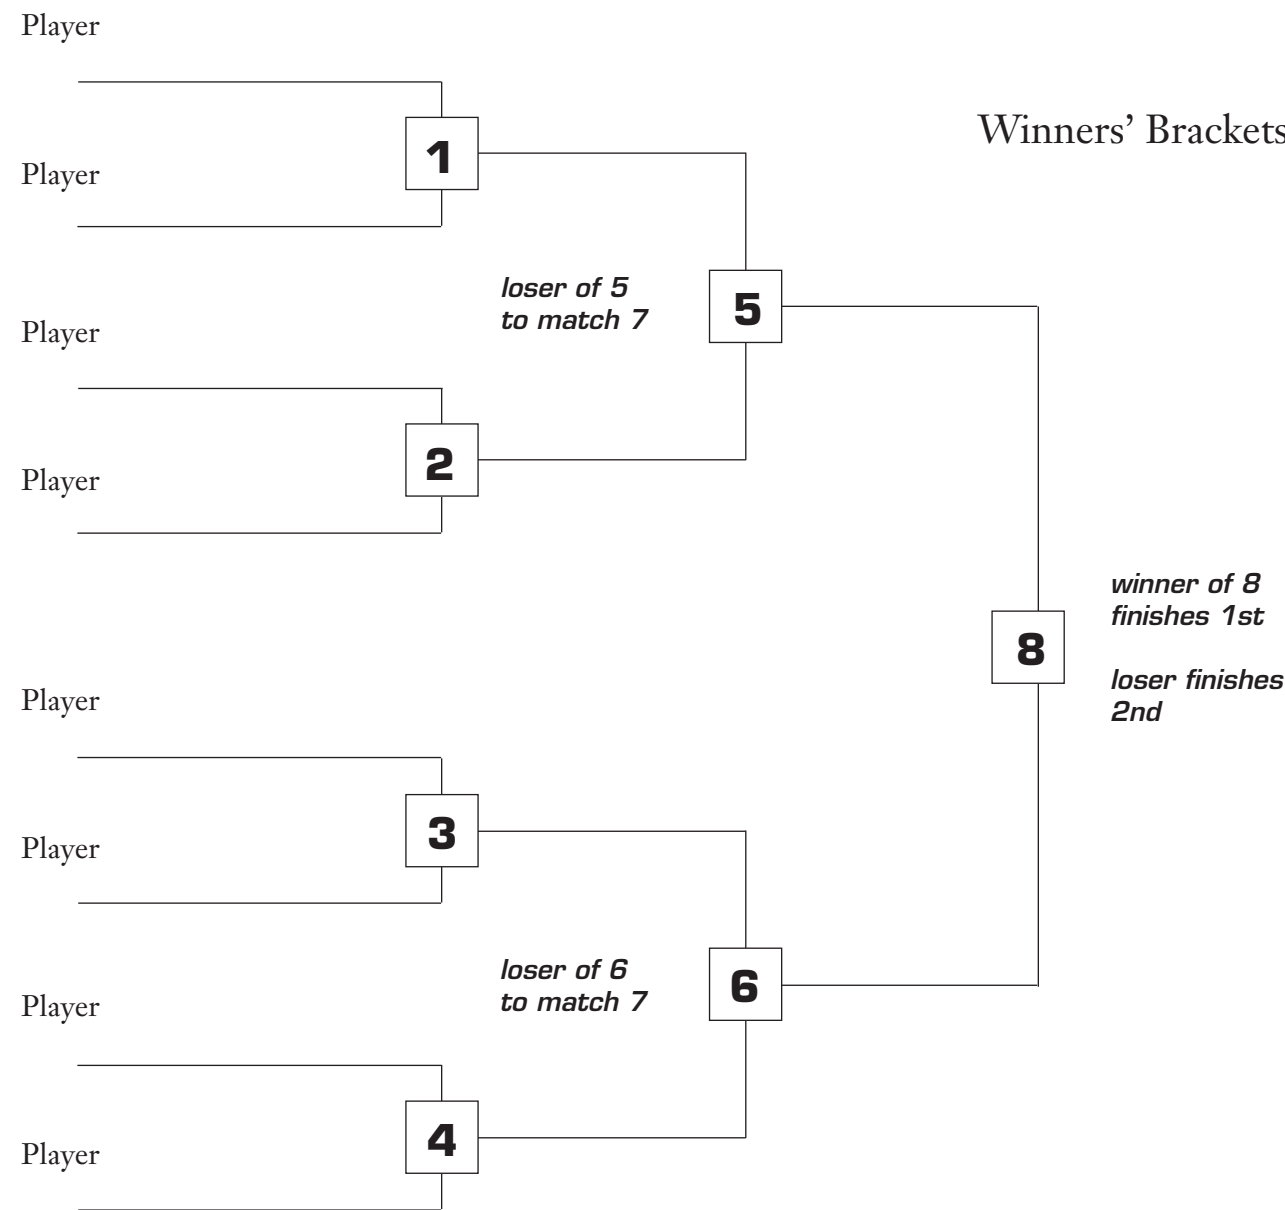 Player
Winners’ Brackets
1
Player
loser of 5
to match 7
5
Player
2
Player
winner of 8
finishes 1st
8
loser finishes
2nd
Player
3
Player
loser of 6
to match 7
6
Player
4
Player